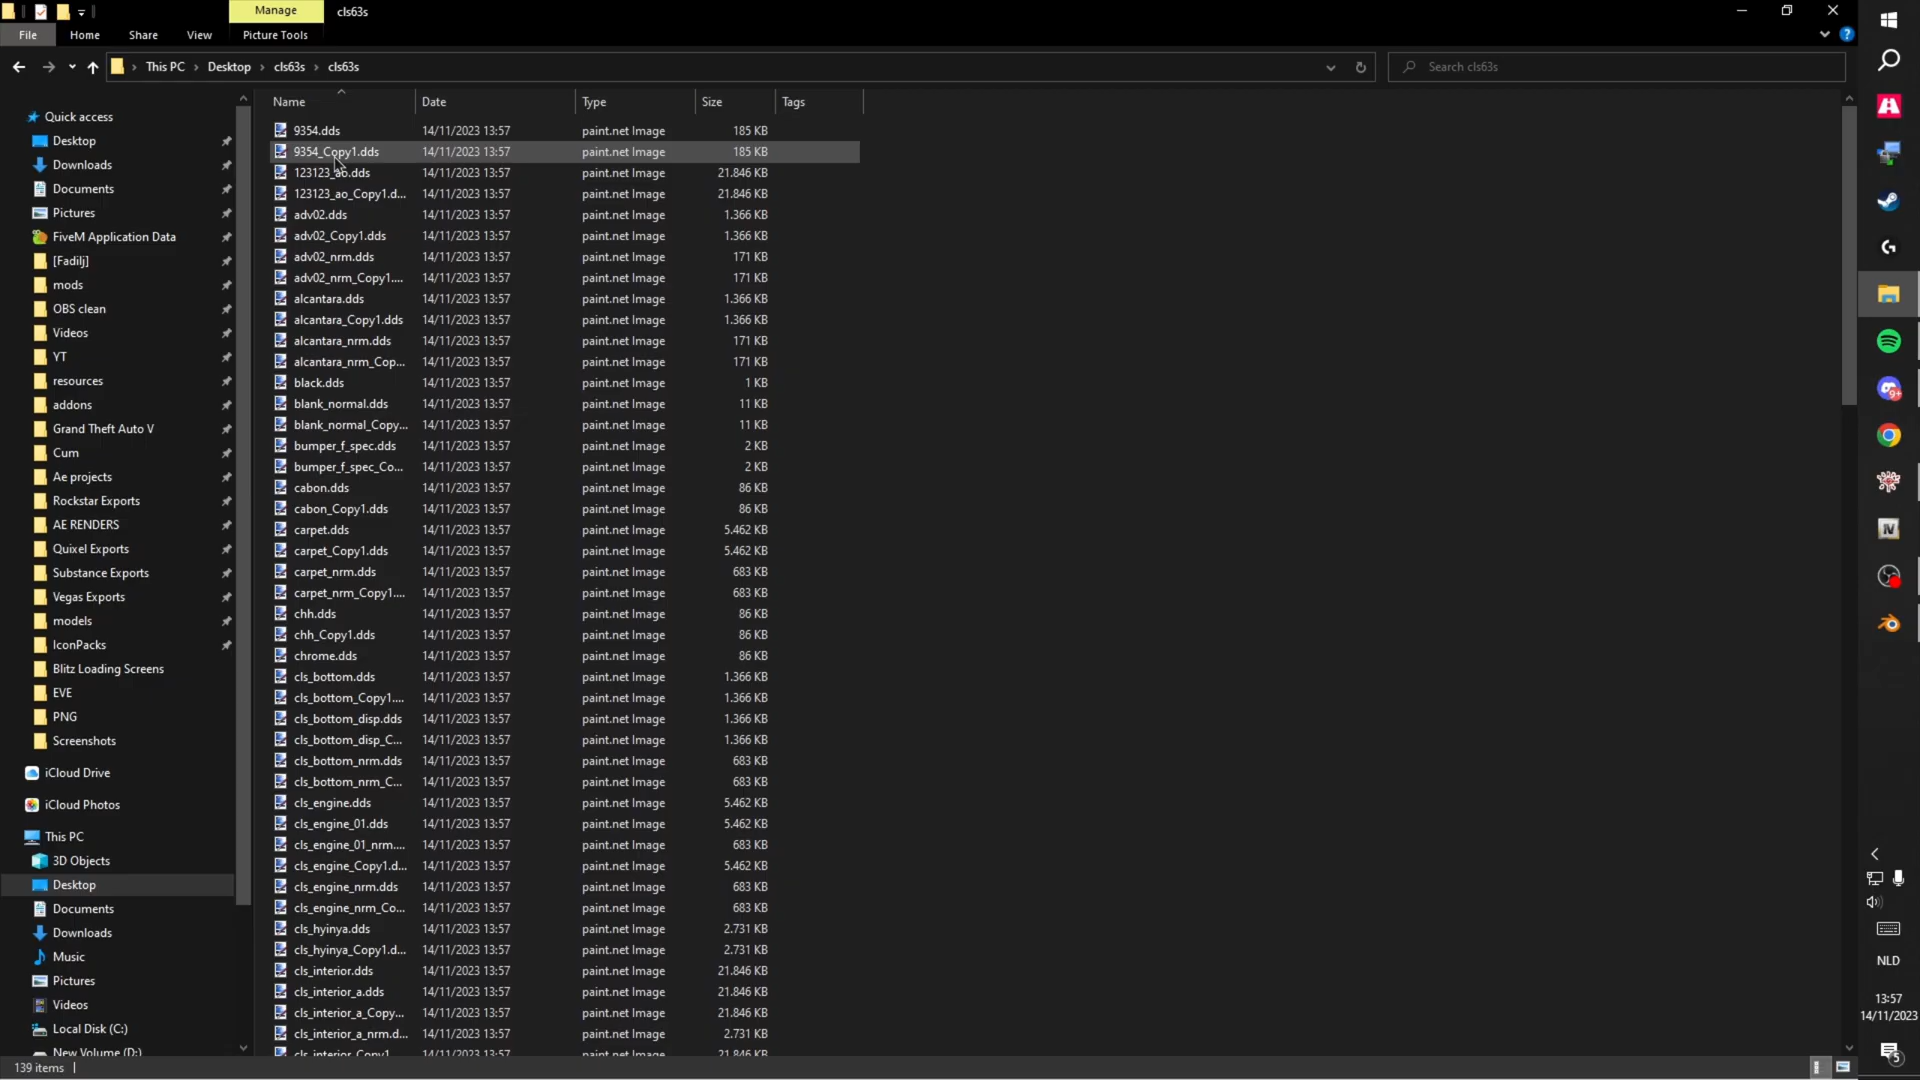 Manage
cls63s
File
Home
Share
View
Picture Tools
This PC
Desktop
cls63s
cls63s
Search cls63s
Name
Date
Type
Size
Tags
Quick access
Desktop
Downloads
Documents
Pictures
FiveM Application Data
[Fadilj]
mods
OBS clean
Videos
YT
resources
addons
Grand Theft Auto V
Cum
Ae projects
Rockstar Exports
AE RENDERS
Quixel Exports
Substance Exports
Vegas Exports
models
IconPacks
Blitz Loading Screens
EVE
PNG
Screenshots
iCloud Drive
iCloud Photos
This PC
3D Objects
Desktop
Documents
Downloads
Music
Pictures
Videos
Local Disk (C:)
New Volume (D:)
9354.dds 14/11/2023 13:57 paint.net Image 185 KB
9354_Copy1.dds 14/11/2023 13:57 paint.net Image 185 KB
123123_ao.dds 14/11/2023 13:57 paint.net Image 21.846 KB
123123_ao_Copy1.d... 14/11/2023 13:57 paint.net Image 21.846 KB
adv02.dds 14/11/2023 13:57 paint.net Image 1.366 KB
adv02_Copy1.dds 14/11/2023 13:57 paint.net Image 1.366 KB
adv02_nrm.dds 14/11/2023 13:57 paint.net Image 171 KB
adv02_nrm_Copy1.... 14/11/2023 13:57 paint.net Image 171 KB
alcantara.dds 14/11/2023 13:57 paint.net Image 1.366 KB
alcantara_Copy1.dds 14/11/2023 13:57 paint.net Image 1.366 KB
alcantara_nrm.dds 14/11/2023 13:57 paint.net Image 171 KB
alcantara_nrm_Cop... 14/11/2023 13:57 paint.net Image 171 KB
black.dds 14/11/2023 13:57 paint.net Image 1 KB
blank_normal.dds 14/11/2023 13:57 paint.net Image 11 KB
blank_normal_Copy... 14/11/2023 13:57 paint.net Image 11 KB
bumper_f_spec.dds 14/11/2023 13:57 paint.net Image 2 KB
bumper_f_spec_Co... 14/11/2023 13:57 paint.net Image 2 KB
cabon.dds 14/11/2023 13:57 paint.net Image 86 KB
cabon_Copy1.dds 14/11/2023 13:57 paint.net Image 86 KB
carpet.dds 14/11/2023 13:57 paint.net Image 5.462 KB
carpet_Copy1.dds 14/11/2023 13:57 paint.net Image 5.462 KB
carpet_nrm.dds 14/11/2023 13:57 paint.net Image 683 KB
carpet_nrm_Copy1.... 14/11/2023 13:57 paint.net Image 683 KB
chh.dds 14/11/2023 13:57 paint.net Image 86 KB
chh_Copy1.dds 14/11/2023 13:57 paint.net Image 86 KB
chrome.dds 14/11/2023 13:57 paint.net Image 86 KB
cls_bottom.dds 14/11/2023 13:57 paint.net Image 1.366 KB
cls_bottom_Copy1.... 14/11/2023 13:57 paint.net Image 1.366 KB
cls_bottom_disp.dds 14/11/2023 13:57 paint.net Image 1.366 KB
cls_bottom_disp_C... 14/11/2023 13:57 paint.net Image 1.366 KB
cls_bottom_nrm.dds 14/11/2023 13:57 paint.net Image 683 KB
cls_bottom_nrm_C... 14/11/2023 13:57 paint.net Image 683 KB
cls_engine.dds 14/11/2023 13:57 paint.net Image 5.462 KB
cls_engine_01.dds 14/11/2023 13:57 paint.net Image 5.462 KB
cls_engine_01_nrm.... 14/11/2023 13:57 paint.net Image 683 KB
cls_engine_Copy1.d... 14/11/2023 13:57 paint.net Image 5.462 KB
cls_engine_nrm.dds 14/11/2023 13:57 paint.net Image 683 KB
cls_engine_nrm_Co... 14/11/2023 13:57 paint.net Image 683 KB
cls_hyinya.dds 14/11/2023 13:57 paint.net Image 2.731 KB
cls_hyinya_Copy1.d... 14/11/2023 13:57 paint.net Image 2.731 KB
cls_interior.dds 14/11/2023 13:57 paint.net Image 21.846 KB
cls_interior_a.dds 14/11/2023 13:57 paint.net Image 21.846 KB
cls_interior_a_Copy... 14/11/2023 13:57 paint.net Image 21.846 KB
cls_interior_a_nrm.d... 14/11/2023 13:57 paint.net Image 2.731 KB
cls_interior_Copy1 14/11/2023 13:57 paint.net Image 21.846 KB
139 items
9+
NLD
13:57
14/11/2023
5